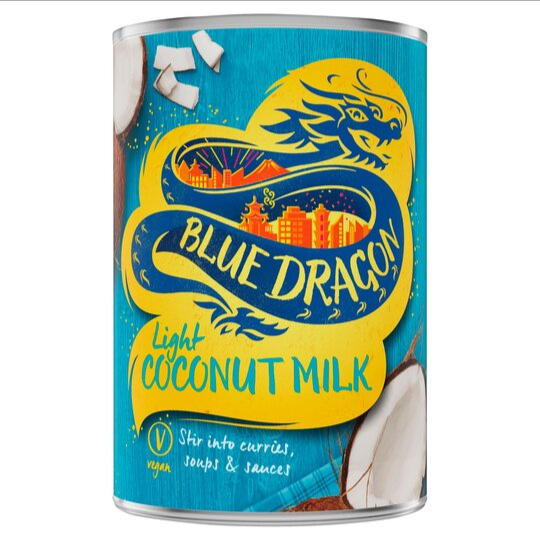 BLUE DRAGON
Light
COCONUT MILK
V
vegan
Stir into curries,
soups & sauces